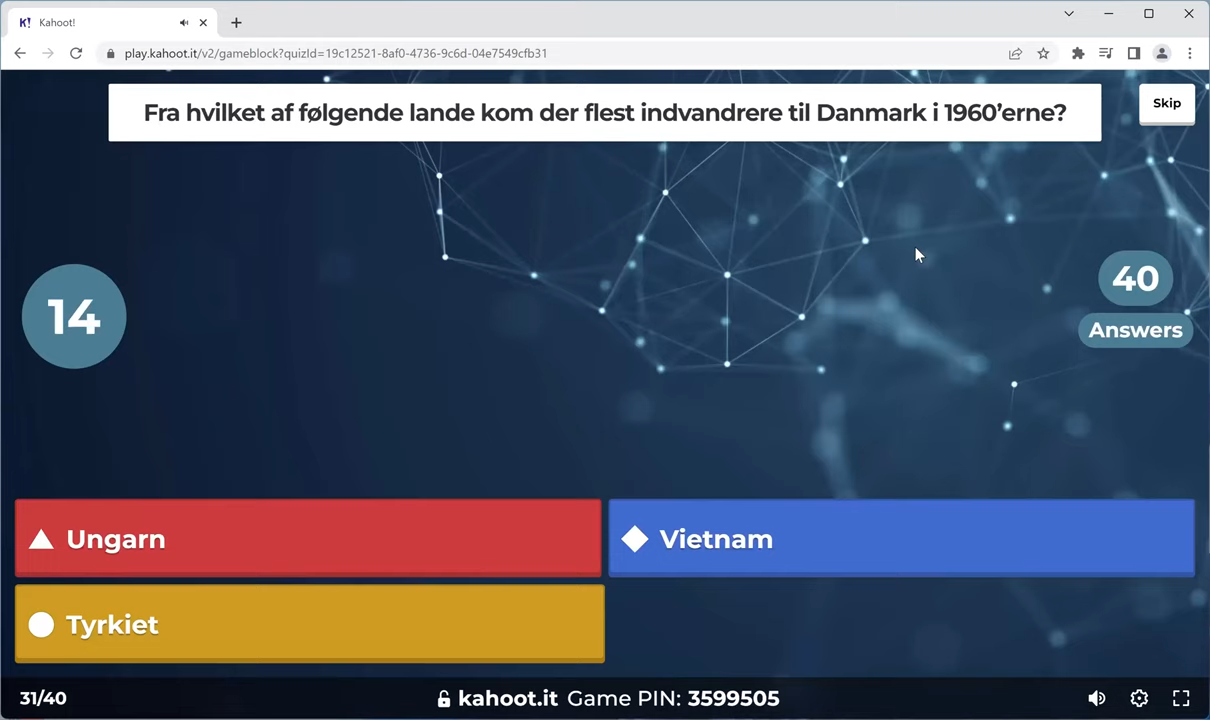 Kahoot!
play.kahoot.it/v2/gameblock?quizId=19c12521-8af0-4736-9c6d-04e7549cfb31
Fra hvilket af følgende lande kom der flest indvandrere til Danmark i 1960’erne?
Skip
14
40
Answers
Ungarn
Vietnam
Tyrkiet
31/40
kahoot.it Game PIN: 3599505